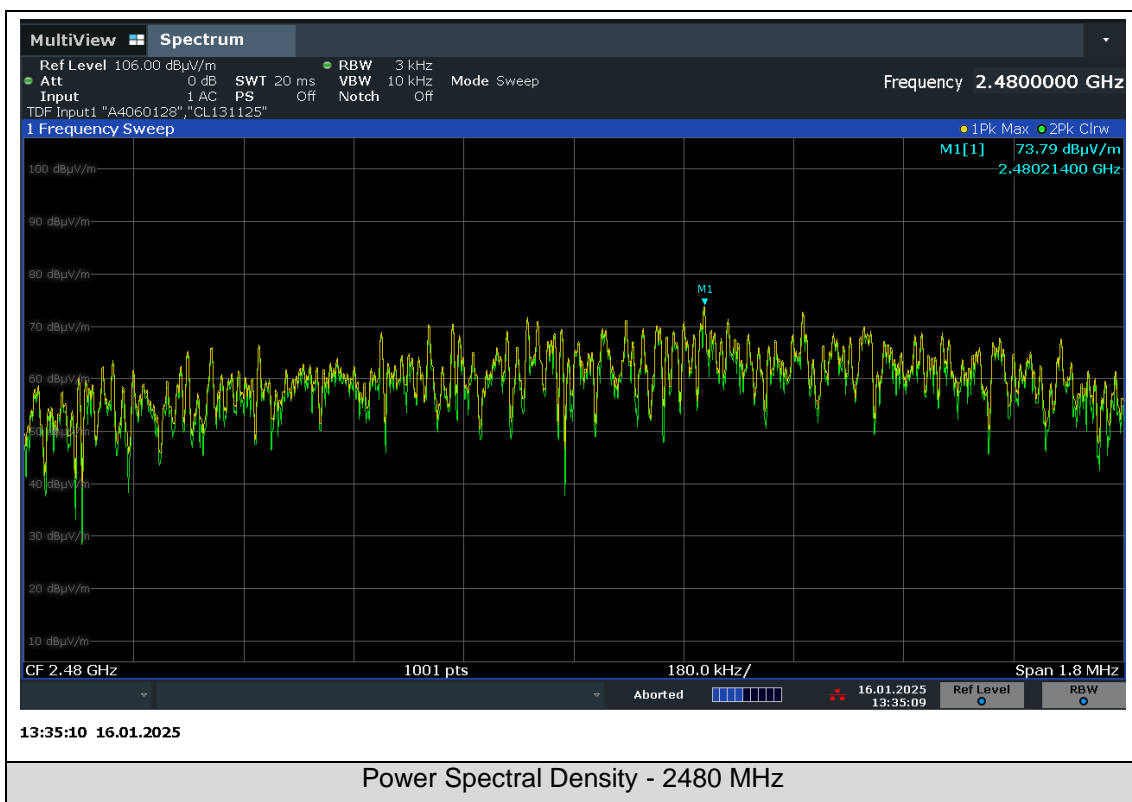 MultiView Spectrum
Ref Level 106.00 dBµV/m RBW 3 kHz
Att 0 dB SWT 20 ms VBW 10 kHz Mode Sweep Frequency 2.4800000 GHz
Input 1 AC PS Off Notch Off
TDF Input1 "A4060128","CL131125"
1 Frequency Sweep 1Pk Max 2Pk Clrw
M1[1] 73.79 dBµV/m
2.48021400 GHz
100 dBµV/m
90 dBµV/m
80 dBµV/m
M1
70 dBµV/m
60 dBµV/m
50 dBµV/m
40 dBµV/m
30 dBµV/m
20 dBµV/m
10 dBµV/m
CF 2.48 GHz 1001 pts 180.0 kHz/ Span 1.8 MHz
Aborted 16.01.2025 Ref Level RBW
13:35:09
13:35:10 16.01.2025
Power Spectral Density - 2480 MHz